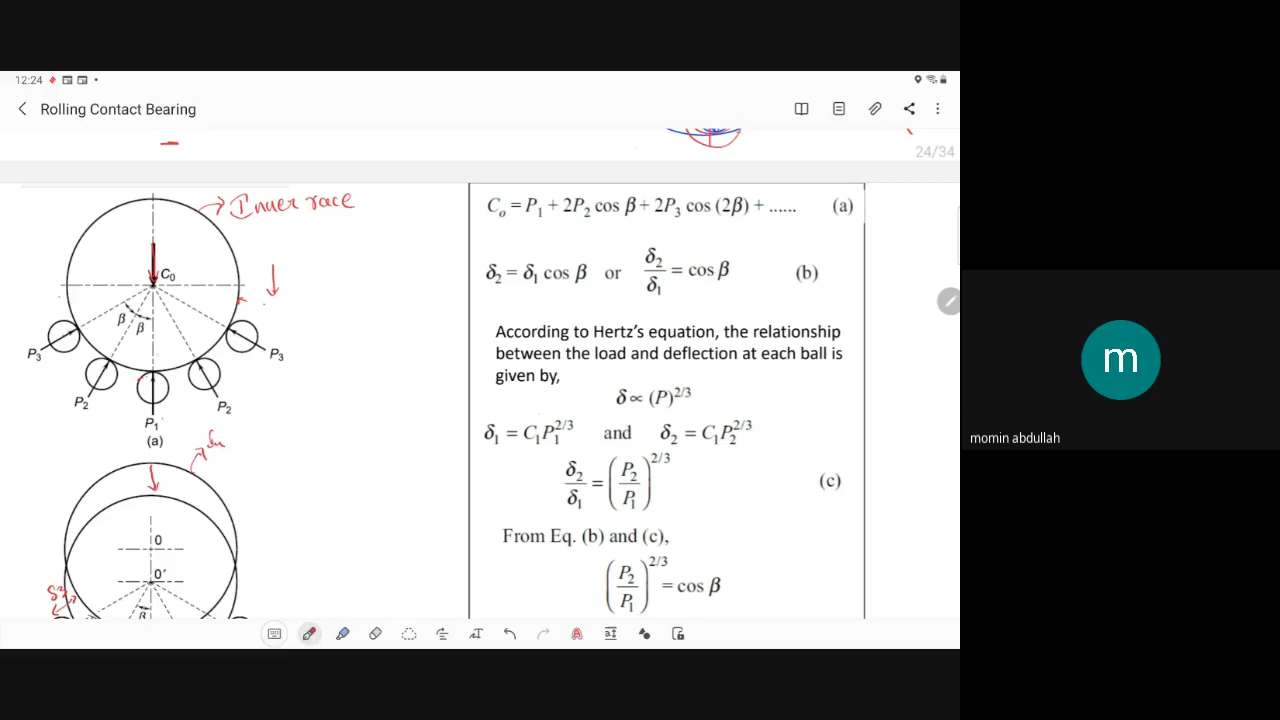 12:24
Rolling Contact Bearing
24/34
Inner race
C₀
β
β
P₃
P₃
P₂
P₂
P₁
(a)
0
0′
β
Cₒ = P₁ + 2P₂ cos β + 2P₃ cos (2β) + ...... (a)
δ₂ = δ₁ cos β or δ₂/δ₁ = cos β (b)
According to Hertz's equation, the relationship
between the load and deflection at each ball is
given by,
δ ∝ (P)^2/3
δ₁ = C₁P₁^2/3 and δ₂ = C₁P₂^2/3
δ₂/δ₁ = (P₂/P₁)^2/3 (c)
From Eq. (b) and (c),
(P₂/P₁)^2/3 = cos β
m
momin abdullah